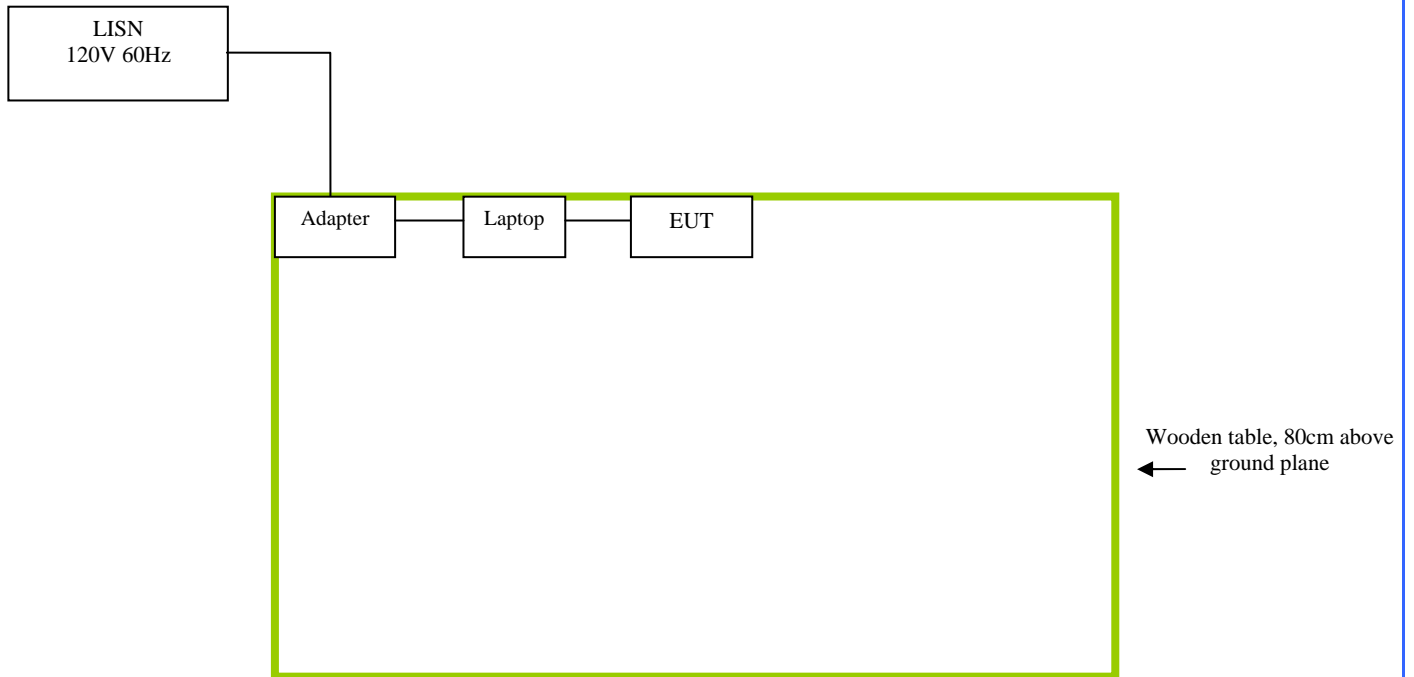 LISN
120V 60Hz
Adapter
Laptop
EUT
Wooden table, 80cm above
ground plane